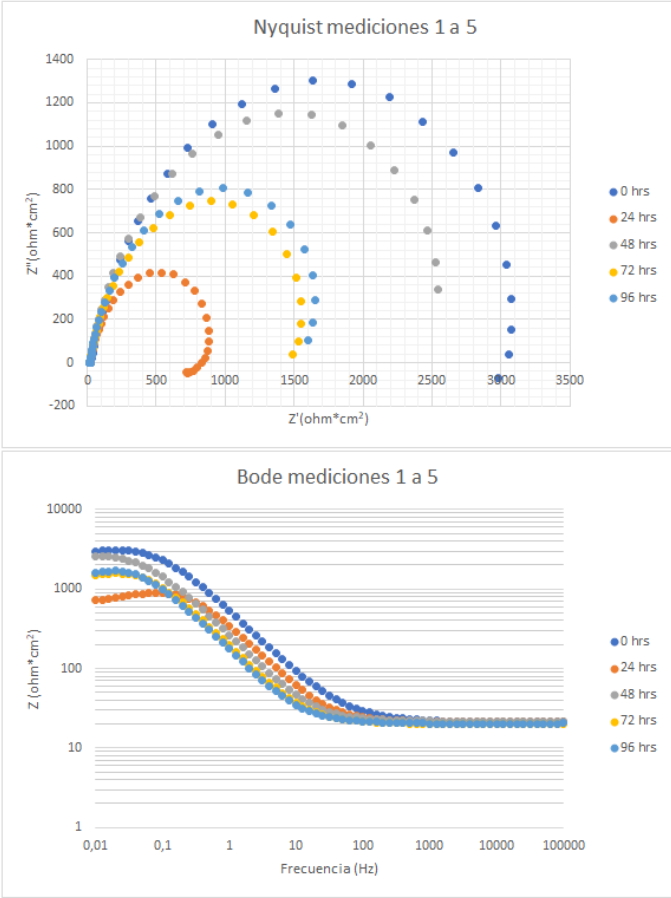 Nyquist mediciones 1 a 5
1400
1200
1000
800
600
400
200
0
-200
Z''(ohm*cm²)
0
500
1000
1500
2000
2500
3000
3500
Z'(ohm*cm²)
0 hrs
24 hrs
48 hrs
72 hrs
96 hrs
Bode mediciones 1 a 5
10000
1000
100
10
1
Z (ohm*cm²)
0,01
0,1
1
10
100
1000
10000
100000
Frecuencia (Hz)
0 hrs
24 hrs
48 hrs
72 hrs
96 hrs